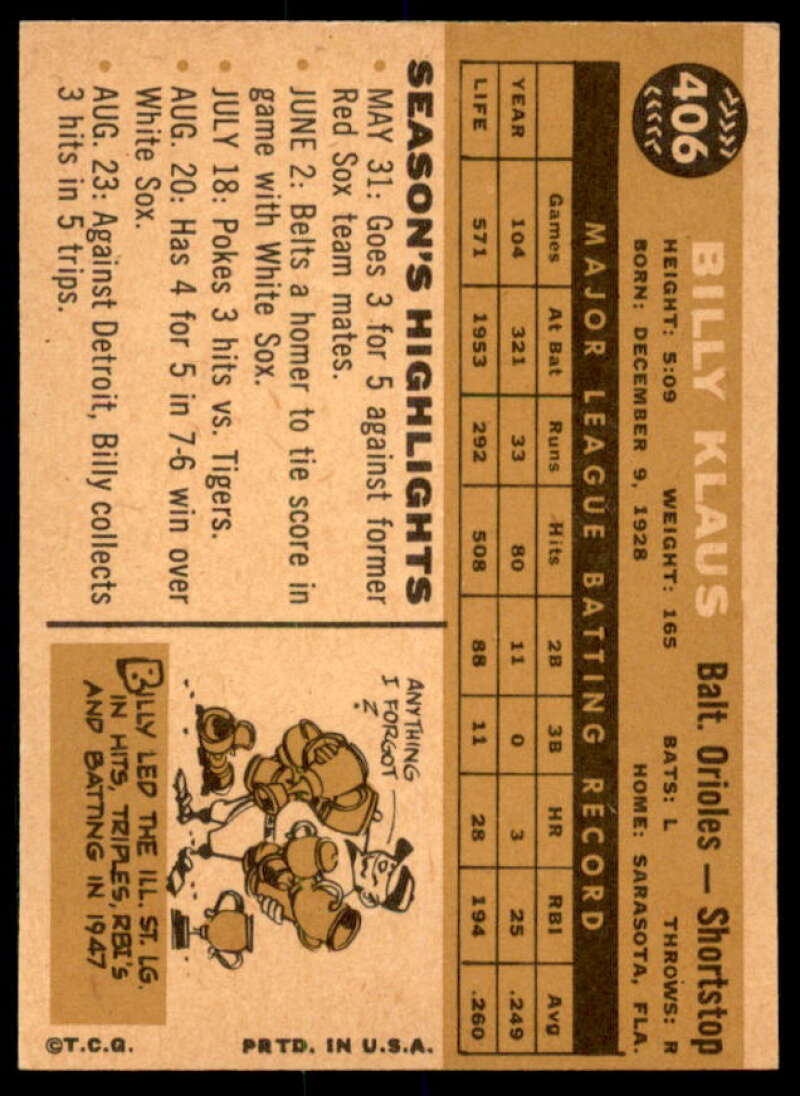 406
BILLY KLAUS Balt. Orioles — Shortstop
HEIGHT: 5:09 WEIGHT: 165 BATS: L THROWS: R
BORN: DECEMBER 9, 1928 HOME: SARASOTA, FLA.
MAJOR LEAGUE BATTING RECORD
Games At Bat Runs Hits 2B 3B HR RBI Avg
YEAR 104 321 33 80 11 0 3 25 .249
LIFE 571 1953 292 508 88 11 28 194 .260
SEASON'S HIGHLIGHTS
• MAY 31: Goes 3 for 5 against former
Red Sox team mates.
• JUNE 2: Belts a homer to tie score in
game with White Sox.
• JULY 18: Pokes 3 hits vs. Tigers.
• AUG. 20: Has 4 for 5 in 7-6 win over
White Sox.
• AUG. 23: Against Detroit, Billy collects
3 hits in 5 trips.
ANYTHING
I FORGOT
?
BILLY LED THE ILL. ST. LG.
IN HITS, TRIPLES, RBI'S
AND BATTING IN 1947
©T.C.G. PRTD. IN U.S.A.